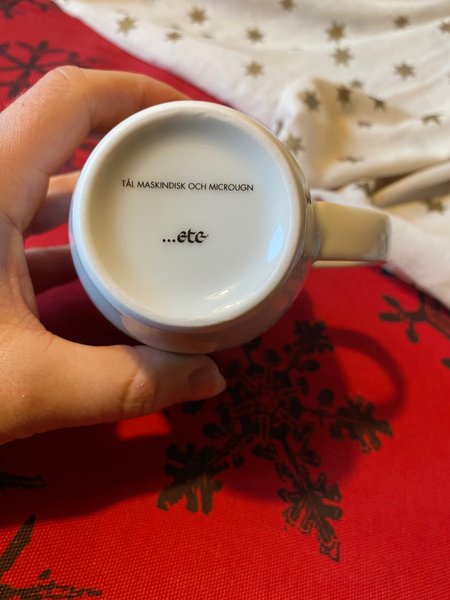 TÅL MASKINDISK OCH MICROUGN
...etc